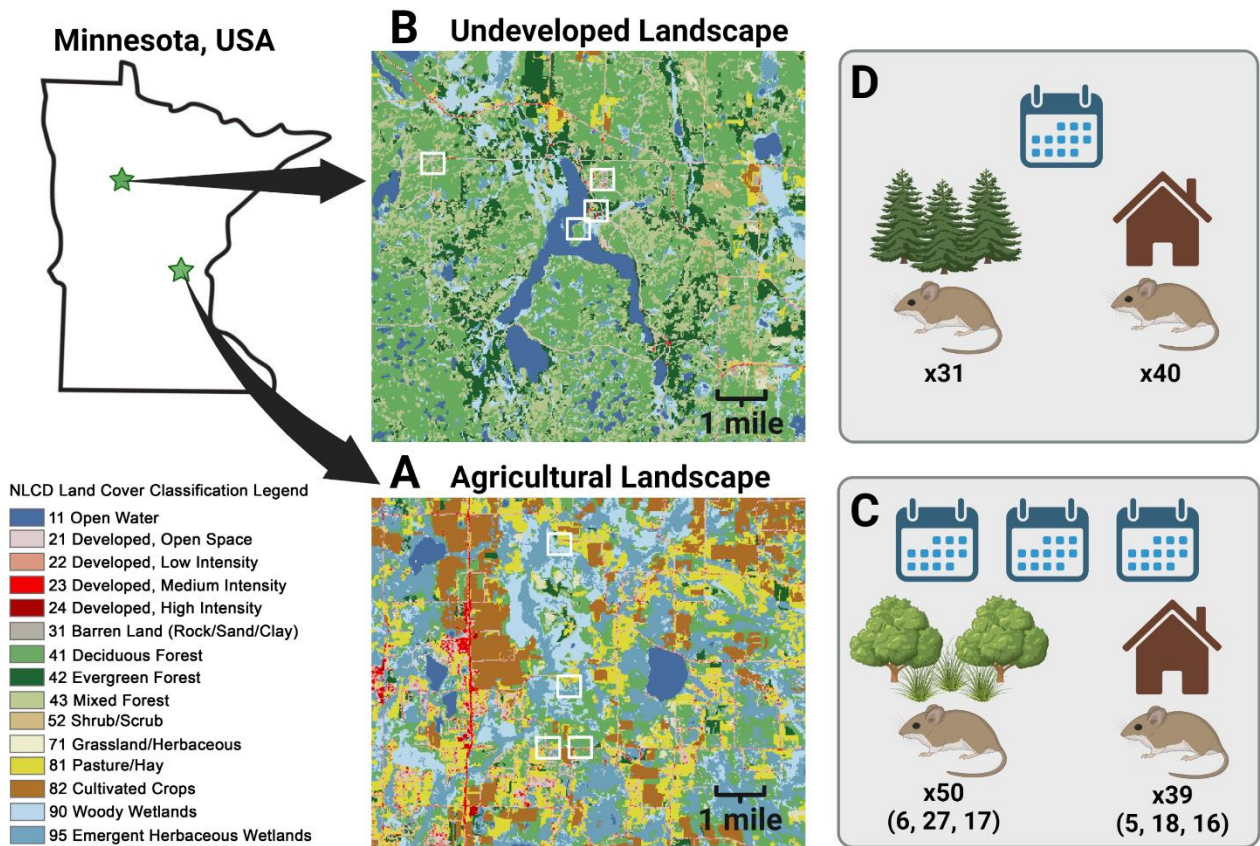 Minnesota, USA
B Undeveloped Landscape
1 mile
D
x31
x40
A Agricultural Landscape
1 mile
NLCD Land Cover Classification Legend
11 Open Water
21 Developed, Open Space
22 Developed, Low Intensity
23 Developed, Medium Intensity
24 Developed, High Intensity
31 Barren Land (Rock/Sand/Clay)
41 Deciduous Forest
42 Evergreen Forest
43 Mixed Forest
52 Shrub/Scrub
71 Grassland/Herbaceous
81 Pasture/Hay
82 Cultivated Crops
90 Woody Wetlands
95 Emergent Herbaceous Wetlands
C
x50
(6, 27, 17)
x39
(5, 18, 16)